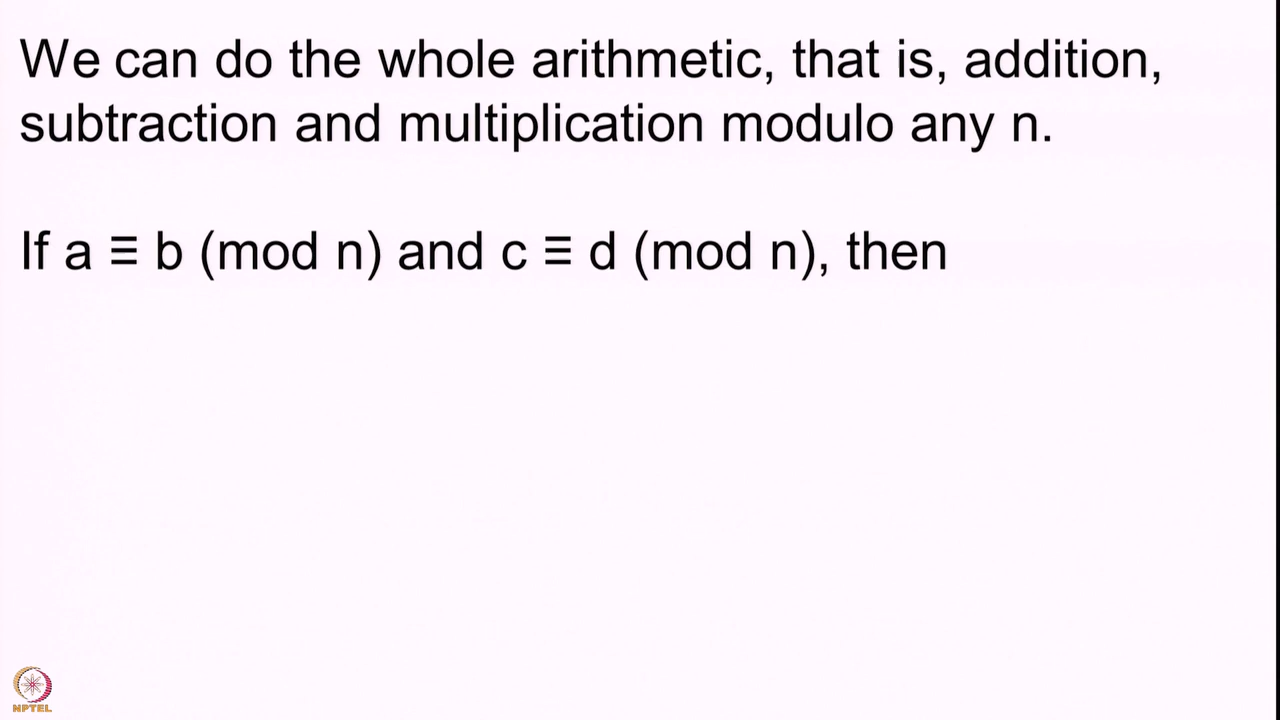 We can do the whole arithmetic, that is, addition,
subtraction and multiplication modulo any n.
If a ≡ b (mod n) and c ≡ d (mod n), then
NPTEL